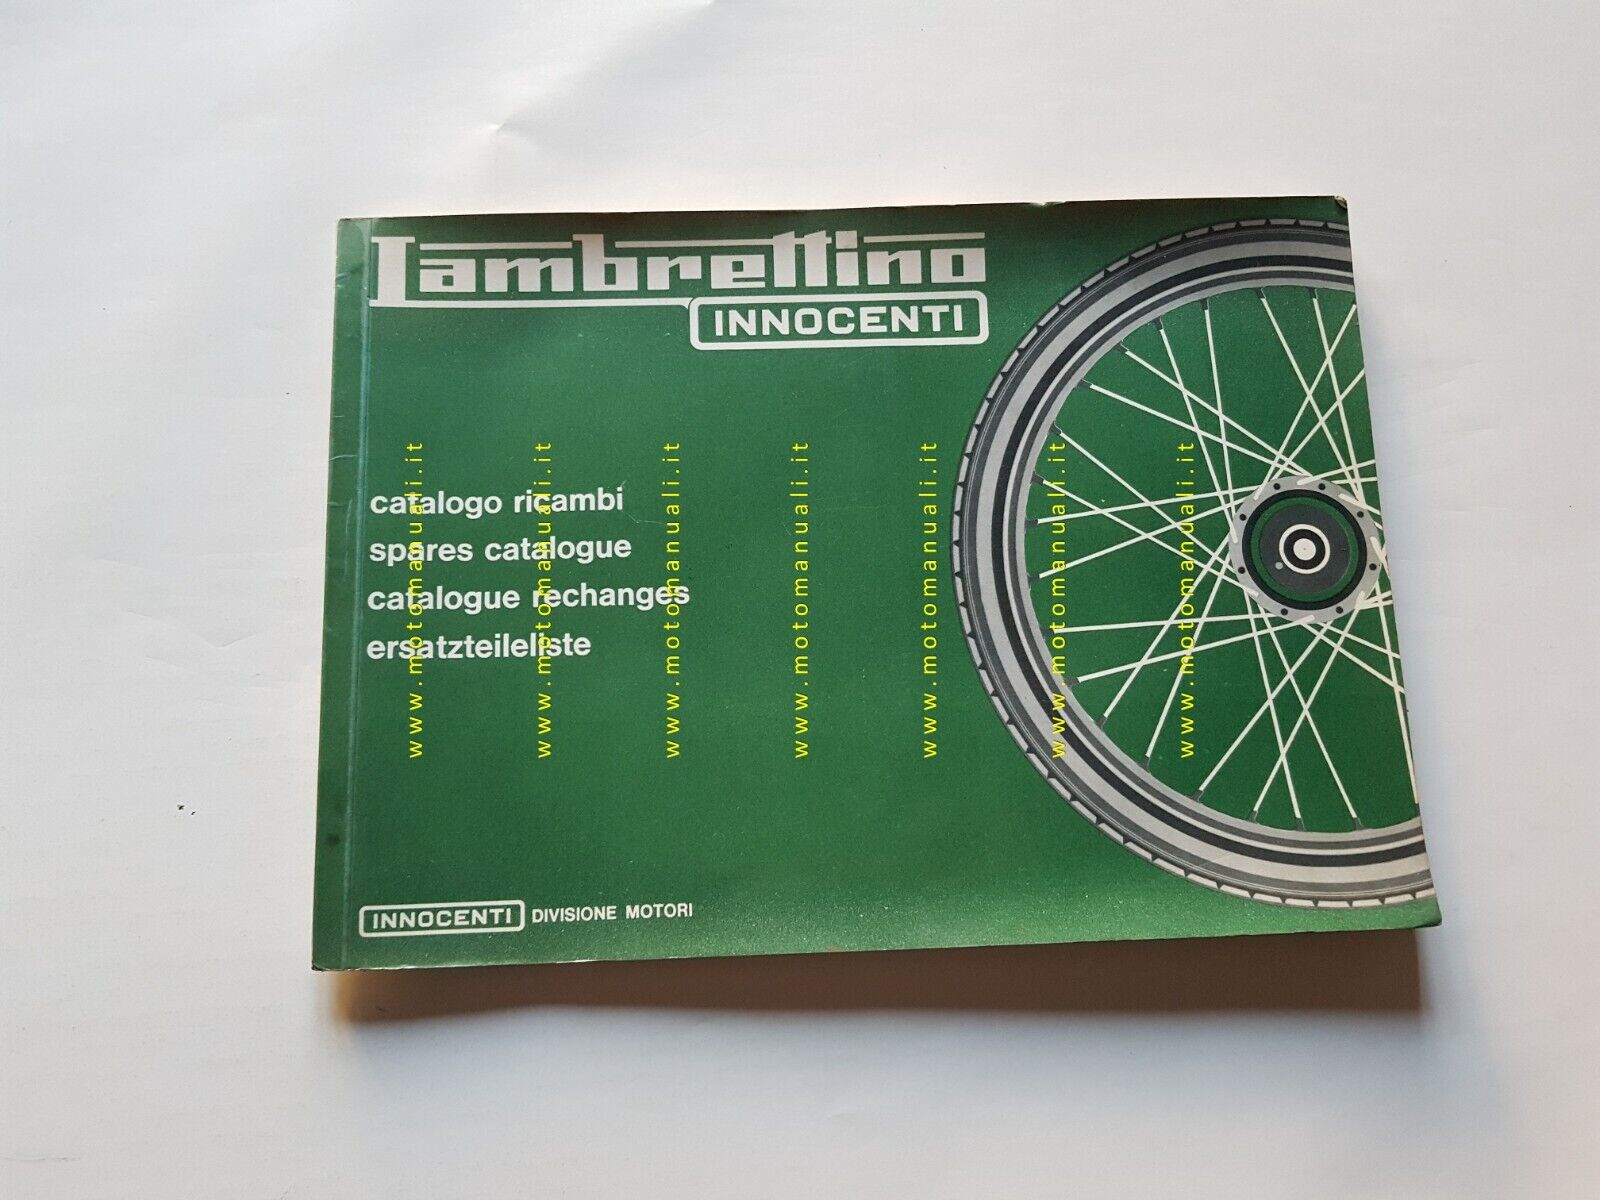 Lambrettino
INNOCENTI
catalogo ricambi
spares catalogue
catalogue rechanges
ersatzteileliste
INNOCENTI DIVISIONE MOTORI
www.motomanuali.it
www.motomanuali.it
www.motomanuali.it
www.motomanuali.it
www.motomanuali.it
www.motomanuali.it
www.motomanuali.it